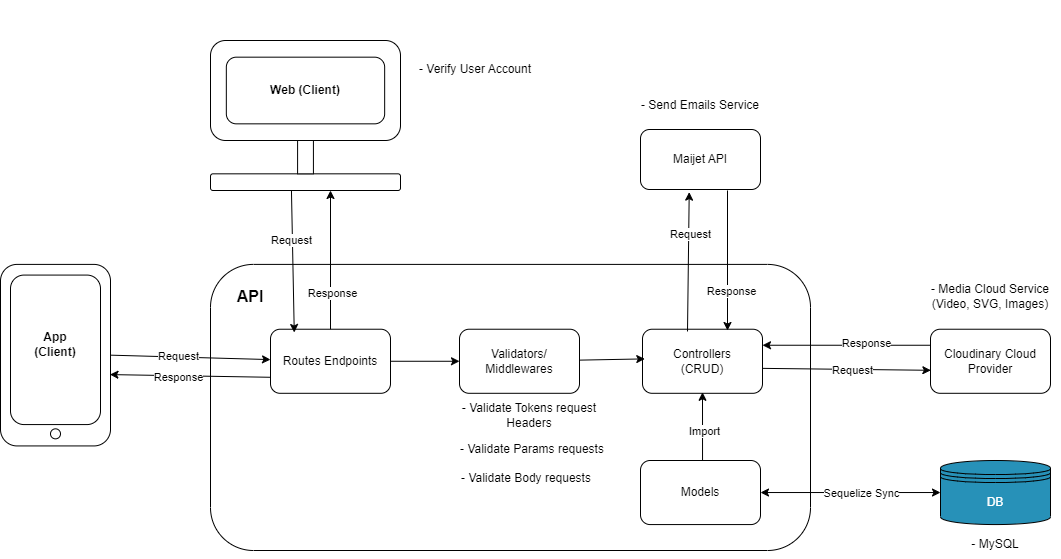 Web (Client)
- Verify User Account
- Send Emails Service
Maijet API
Request
Request
Response
Response
API
- Media Cloud Service
(Video, SVG, Images)
App
(Client)
Request
Response
Routes Endpoints
Validators/
Middlewares
Controllers
(CRUD)
Response
Request
Cloudinary Cloud
Provider
- Validate Tokens request
Headers
- Validate Params requests
- Validate Body requests
Import
Models
Sequelize Sync
DB
- MySQL